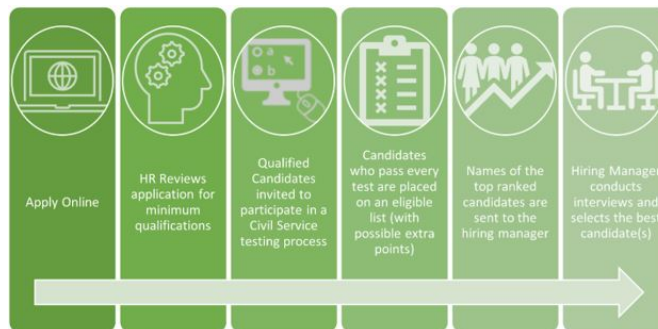 a
b
Apply Online
HR Reviews
application for
minimum
qualifications
Qualified
Candidates
invited to
participate in a
Civil Service
testing process
Candidates
who pass every
test are placed
on an eligible
list (with
possible extra
points)
Names of the
top ranked
candidates are
sent to the
hiring manager
Hiring Manager
conducts
interviews and
selects the best
candidate(s)